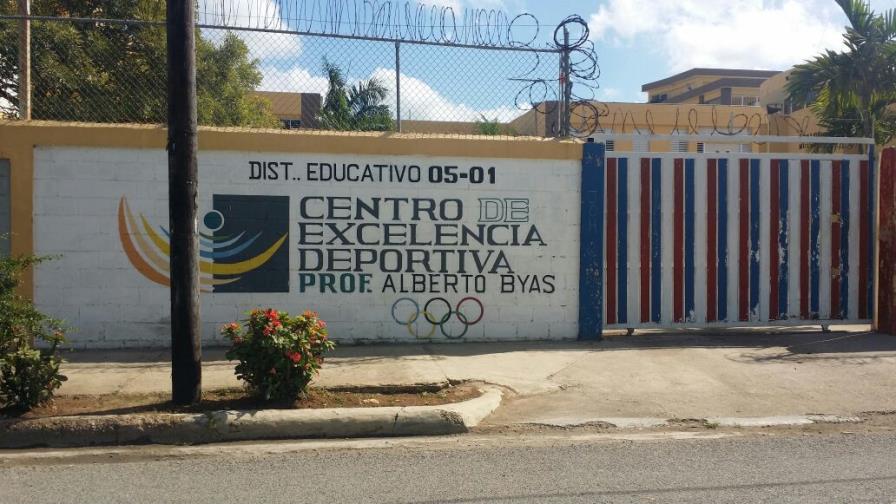 DIST.. EDUCATIVO 05-01
CENTRO DE
EXCELENCIA
DEPORTIVA
PROF. ALBERTO BYAS